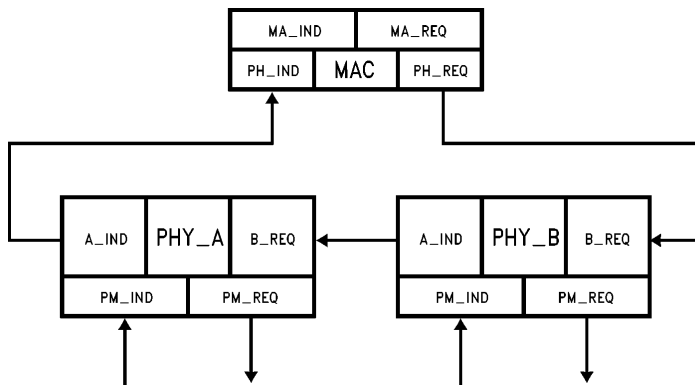 MA_IND MA_REQ
PH_IND MAC PH_REQ
A_IND PHY_A B_REQ A_IND PHY_B B_REQ
PM_IND PM_REQ PM_IND PM_REQ